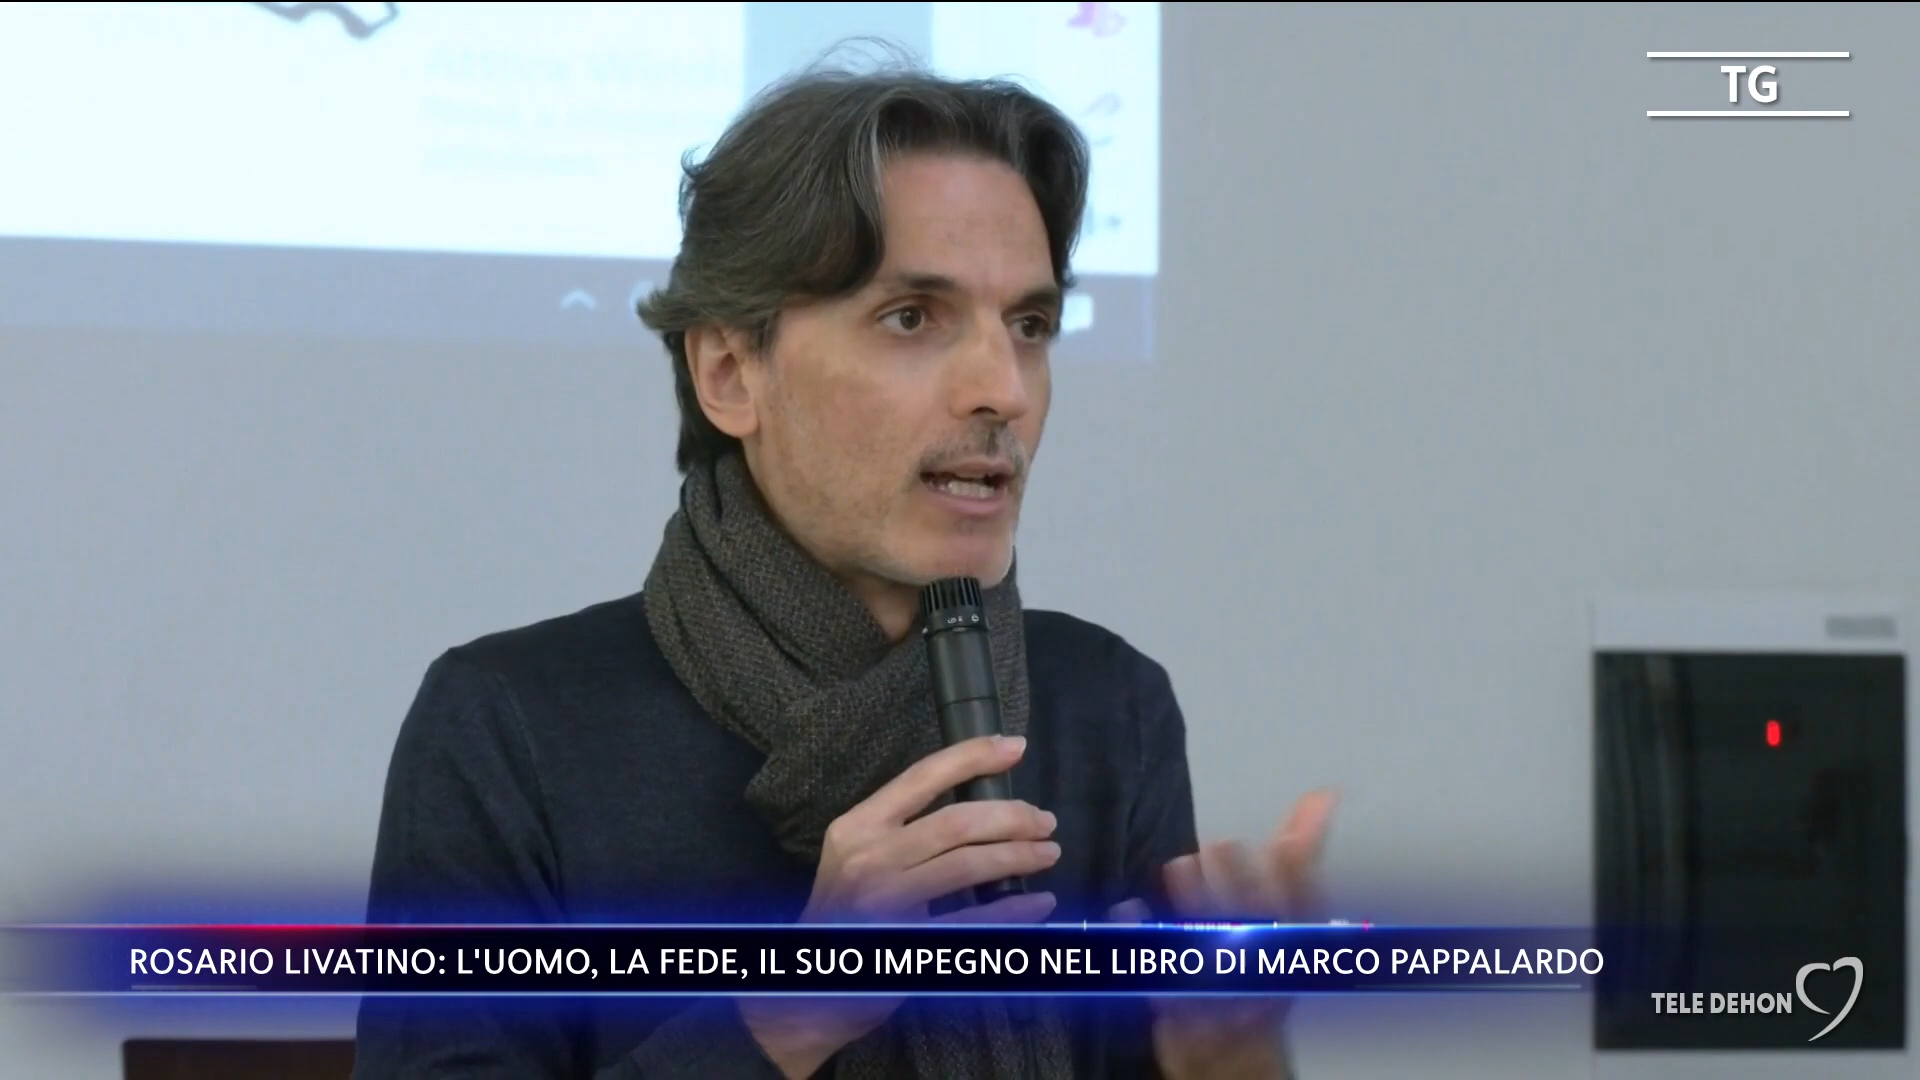 TG
ROSARIO LIVATINO: L'UOMO, LA FEDE, IL SUO IMPEGNO NEL LIBRO DI MARCO PAPPALARDO
TELE DEHON